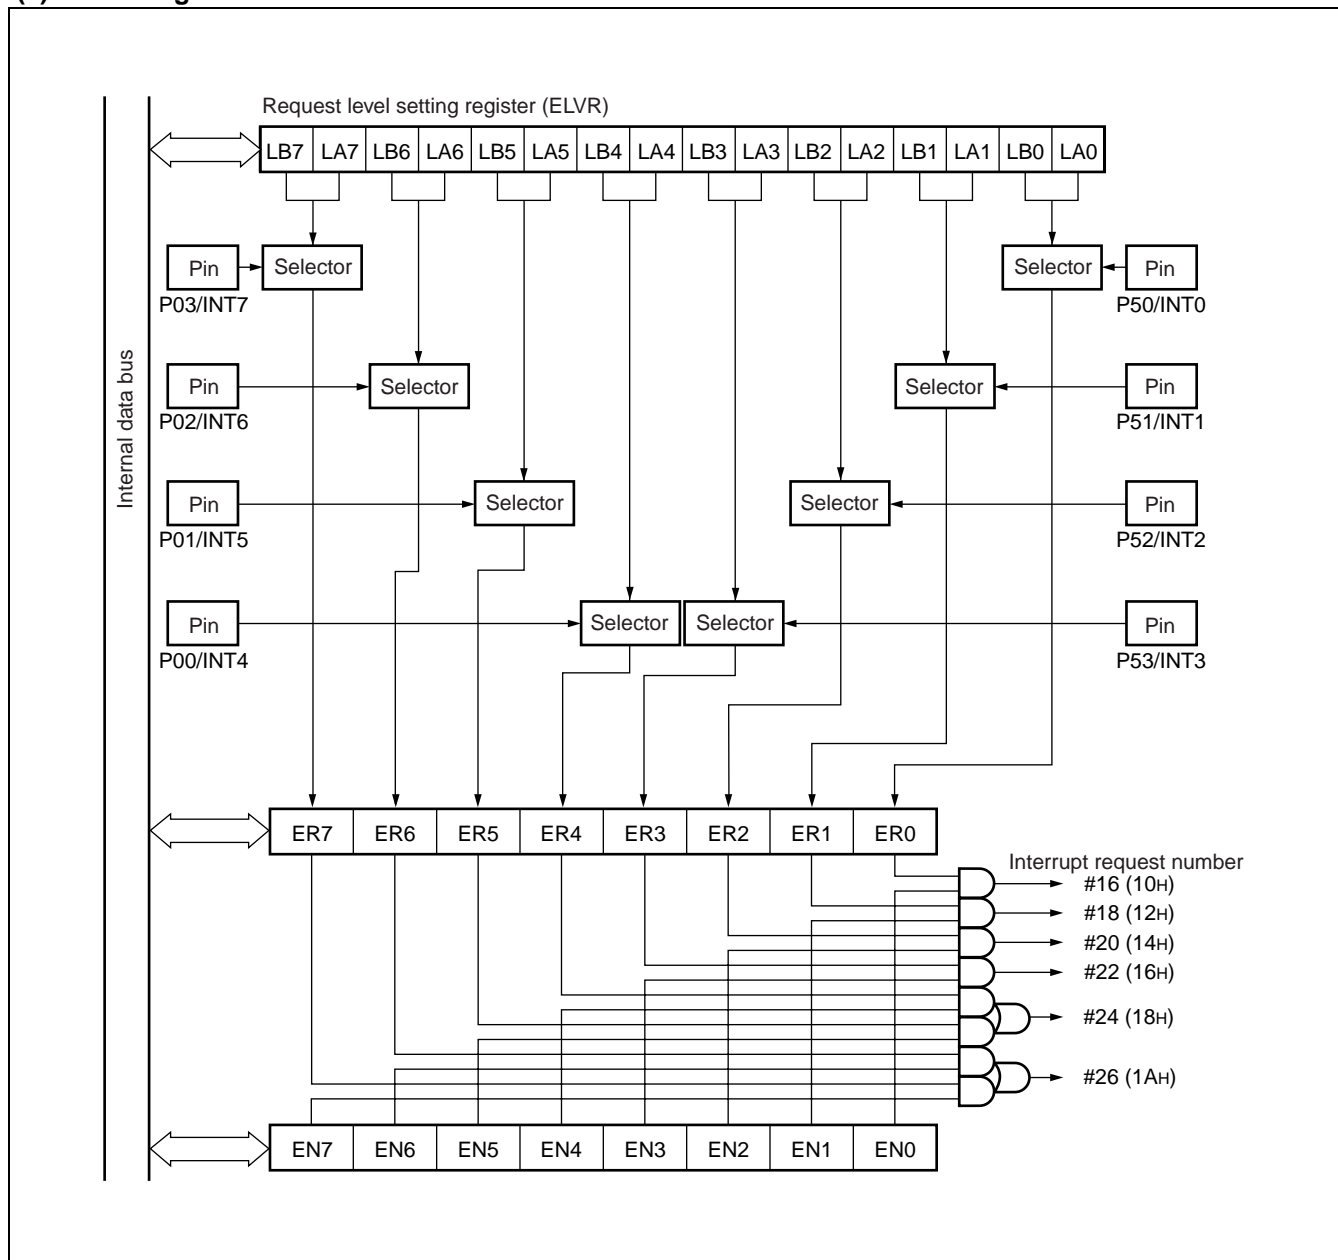 Request level setting register (ELVR)
LB7 LA7 LB6 LA6 LB5 LA5 LB4 LA4 LB3 LA3 LB2 LA2 LB1 LA1 LB0 LA0
Pin Selector Selector Pin
P03/INT7 P50/INT0
Internal data bus
Pin Selector Selector Pin
P02/INT6 P51/INT1
Pin Selector Selector Pin
P01/INT5 P52/INT2
Pin Selector Selector Pin
P00/INT4 P53/INT3
ER7 ER6 ER5 ER4 ER3 ER2 ER1 ER0
Interrupt request number
#16 (10H)
#18 (12H)
#20 (14H)
#22 (16H)
#24 (18H)
#26 (1AH)
EN7 EN6 EN5 EN4 EN3 EN2 EN1 EN0